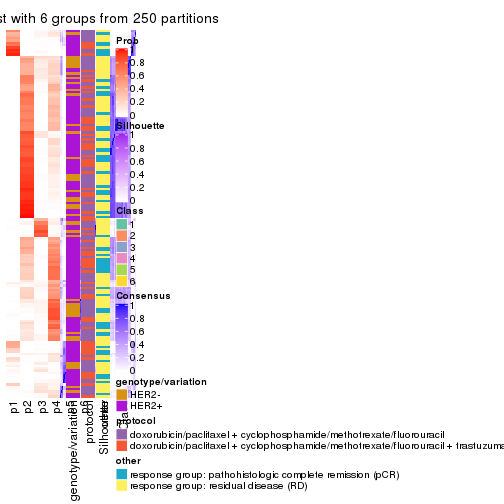 st with 6 groups from 250 partitions
Prob
0.8
0.6
0.4
0.2
0
Silhouette
1
0.8
0.6
0.4
0.2
0
Class
1
2
3
4
5
6
Consensus
1
0.8
0.6
0.4
0.2
0
genotype/variation
HER2-
HER2+
protocol
doxorubicin/paclitaxel + cyclophosphamide/methotrexate/fluorouracil
doxorubicin/paclitaxel + cyclophosphamide/methotrexate/fluorouracil + trastuzuma
other
response group: pathohistologic complete remission (pCR)
response group: residual disease (RD)
p1
p2
p3
p4
genotype/variation
protocol
Silhouette